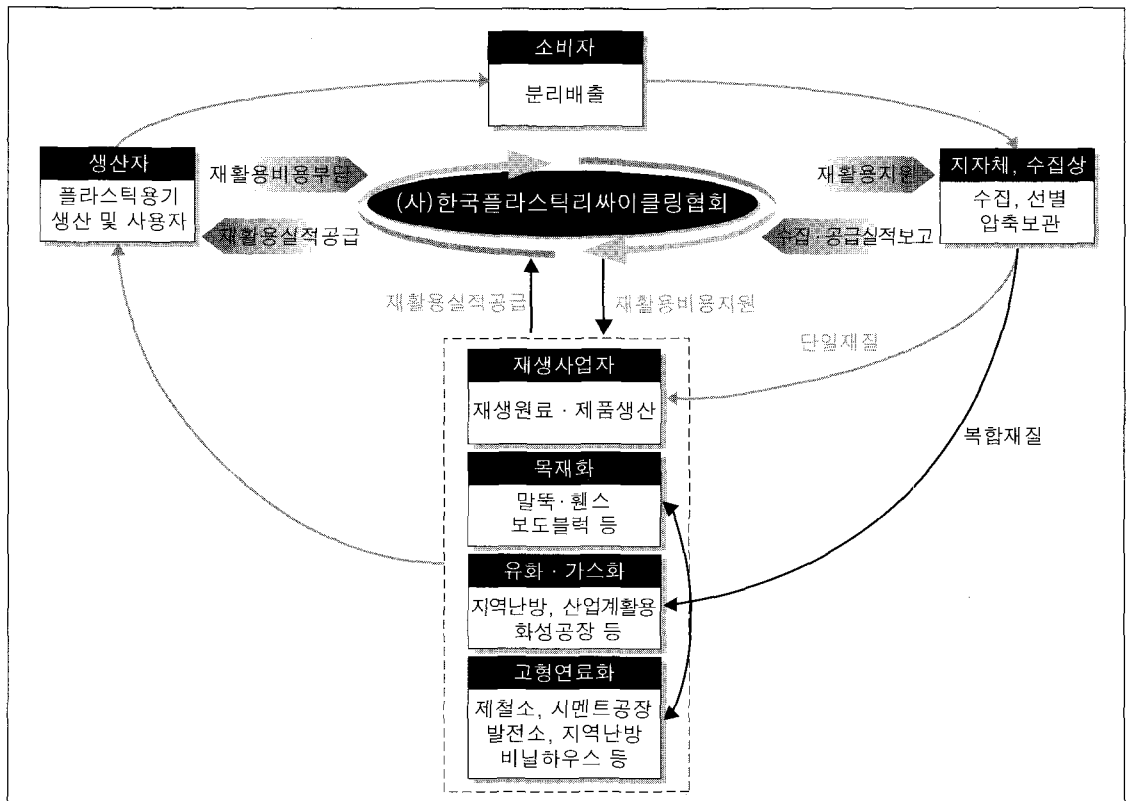 소비자
분리배출
생산자
플라스틱용기
생산 및 사용자
재활용비용부담
재활용실적공급
(사)한국플라스틱리싸이클링협회
재활용지원
수집·공급실적보고
지자체, 수집상
수집, 선별
압축보관
재활용실적공급
재활용비용지원
단일재질
복합재질
재생사업자
재생원료·제품생산
목재화
말뚝·휀스
보도블럭 등
유화·가스화
지역난방, 산업계활용
화성공장 등
고형연료화
제철소, 시멘트공장
발전소, 지역난방
비닐하우스 등